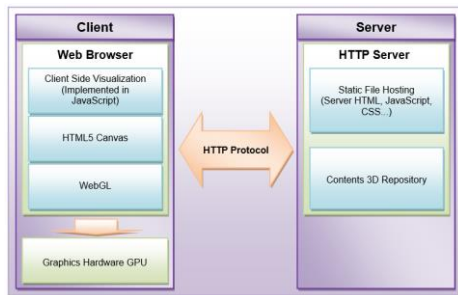 Client
Web Browser
Client Side Visualization
(Implemented in
JavaScript)
HTML5 Canvas
WebGL
Graphics Hardware GPU
HTTP Protocol
Server
HTTP Server
Static File Hosting
(Server HTML, JavaScript,
CSS...)
Contents 3D Repository